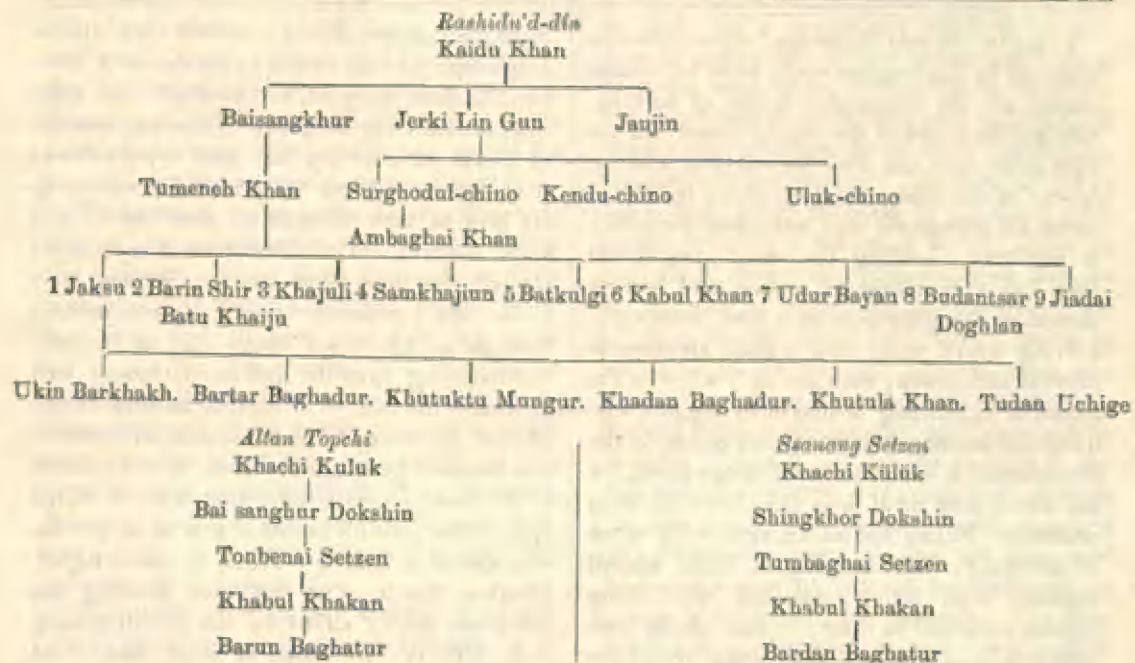 Rashidu'd-dín
Kaidu Khan
Baisangkhur Jerki Lin Gun Jaujin
Tumeneh Khan Surghodul-chino Kendu-chino Uluk-chino
Ambaghai Khan
1 Jaksu 2 Barin Shir 3 Khajuli 4 Samkhajiun 5 Batkulgi 6 Kabul Khan 7 Udur Bayan 8 Budantsar 9 Jiadai
Batu Khaiju Doghlan
Ukin Barkhakh. Bartar Baghadur. Khutuktu Mungur. Khadan Baghadur. Khutula Khan. Tudan Uchige
Altan Topchi
Khachi Kuluk
Bai sanghur Dokshin
Tonbenai Setzen
Khabul Khakan
Barun Baghatur
Ssanang Setzen
Khachi Külük
Shingkhor Dokshin
Tumbaghai Setzen
Khabul Khakan
Bardan Baghatur